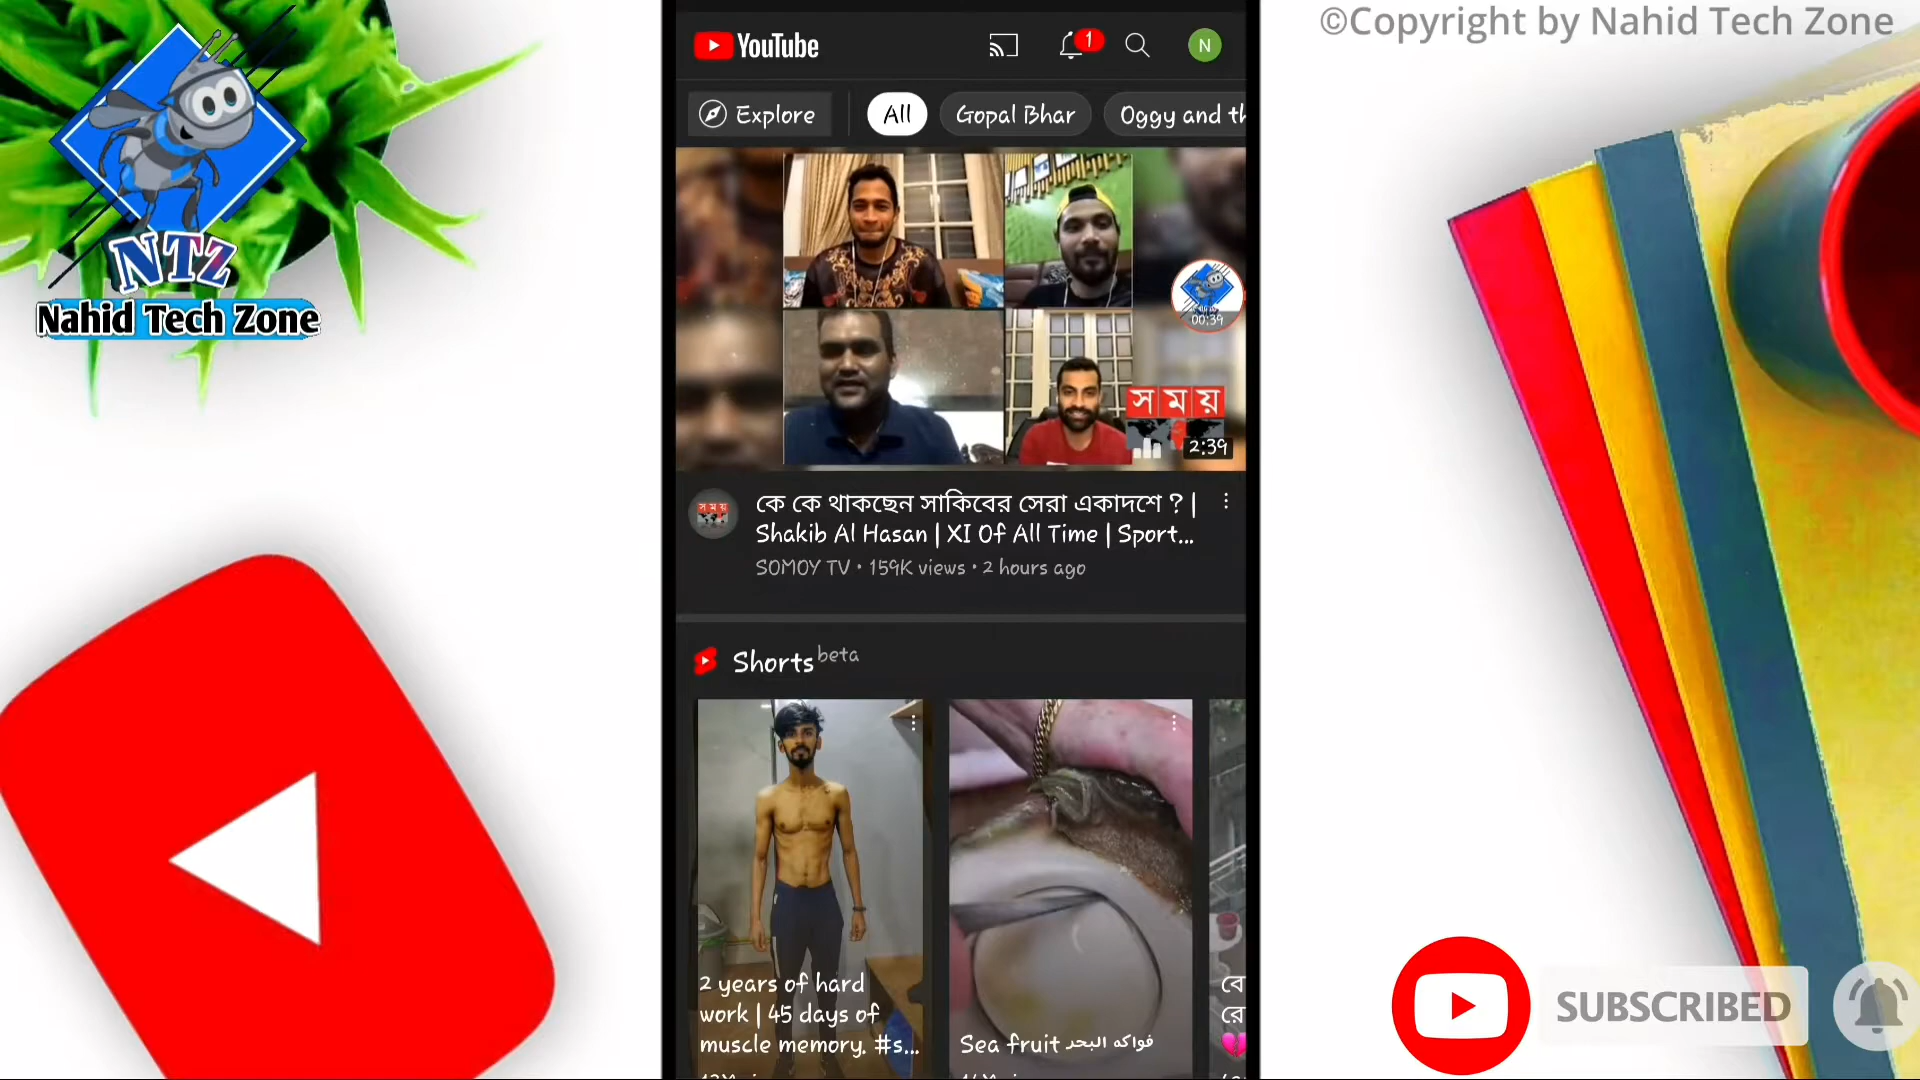 ©Copyright by Nahid Tech Zone
NTZ
Nahid Tech Zone
YouTube
1
N
Explore
All
Gopal Bhar
Oggy and th
00:39
সময়
2:39
সময়
কে কে থাকছেন সাকিবের সেরা একাদশে ? |
Shakib Al Hasan | XI Of All Time | Sport...
SOMOY TV • 159K views • 2 hours ago
Shorts beta
2 years of hard
work | 45 days of
muscle memory. #s...
Sea fruit فواكه البحر
বে
রে
SUBSCRIBED